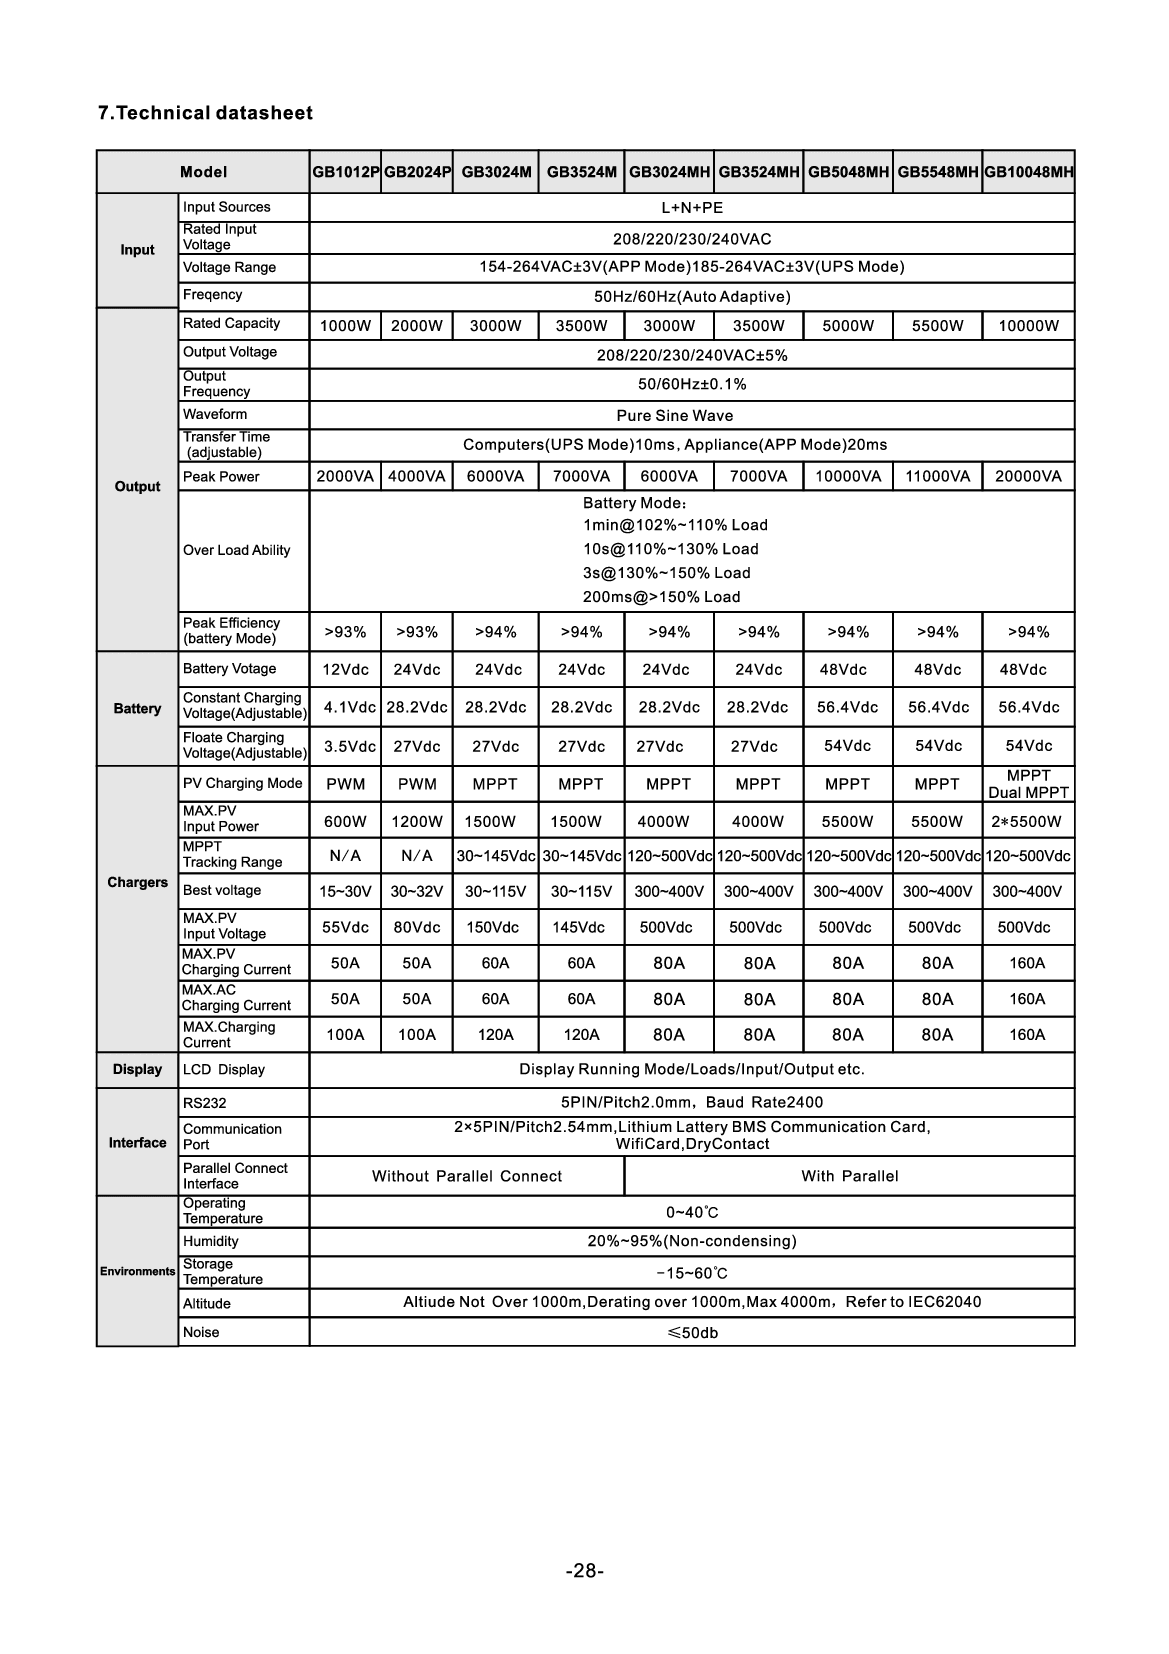 7.Technical datasheet
Model GB1012P GB2024P GB3024M GB3524M GB3024MH GB3524MH GB5048MH GB5548MH GB10048MH
Input
Input Sources L+N+PE
Rated Input
Voltage 208/220/230/240VAC
Voltage Range 154-264VAC±3V(APP Mode)185-264VAC±3V(UPS Mode)
Freqency 50Hz/60Hz(Auto Adaptive)
Output
Rated Capacity 1000W 2000W 3000W 3500W 3000W 3500W 5000W 5500W 10000W
Output Voltage 208/220/230/240VAC±5%
Output
Frequency 50/60Hz±0.1%
Waveform Pure Sine Wave
Transfer Time
(adjustable) Computers(UPS Mode)10ms, Appliance(APP Mode)20ms
Peak Power 2000VA 4000VA 6000VA 7000VA 6000VA 7000VA 10000VA 11000VA 20000VA
Over Load Ability
Battery Mode:
1min@102%~110% Load
10s@110%~130% Load
3s@130%~150% Load
200ms@>150% Load
Peak Efficiency
(battery Mode) >93% >93% >94% >94% >94% >94% >94% >94% >94%
Battery
Battery Votage 12Vdc 24Vdc 24Vdc 24Vdc 24Vdc 24Vdc 48Vdc 48Vdc 48Vdc
Constant Charging
Voltage(Adjustable) 4.1Vdc 28.2Vdc 28.2Vdc 28.2Vdc 28.2Vdc 28.2Vdc 56.4Vdc 56.4Vdc 56.4Vdc
Floate Charging
Voltage(Adjustable) 3.5Vdc 27Vdc 27Vdc 27Vdc 27Vdc 27Vdc 54Vdc 54Vdc 54Vdc
Chargers
PV Charging Mode PWM PWM MPPT MPPT MPPT MPPT MPPT MPPT MPPT
Dual MPPT
MAX.PV
Input Power 600W 1200W 1500W 1500W 4000W 4000W 5500W 5500W 2*5500W
MPPT
Tracking Range N/A N/A 30~145Vdc 30~145Vdc 120~500Vdc 120~500Vdc 120~500Vdc 120~500Vdc 120~500Vdc
Best voltage 15~30V 30~32V 30~115V 30~115V 300~400V 300~400V 300~400V 300~400V 300~400V
MAX.PV
Input Voltage 55Vdc 80Vdc 150Vdc 145Vdc 500Vdc 500Vdc 500Vdc 500Vdc 500Vdc
MAX.PV
Charging Current 50A 50A 60A 60A 80A 80A 80A 80A 160A
MAX.AC
Charging Current 50A 50A 60A 60A 80A 80A 80A 80A 160A
MAX.Charging
Current 100A 100A 120A 120A 80A 80A 80A 80A 160A
Display LCD Display Display Running Mode/Loads/Input/Output etc.
Interface
RS232 5PIN/Pitch2.0mm, Baud Rate2400
Communication
Port 2×5PIN/Pitch2.54mm,Lithium Lattery BMS Communication Card,
WifiCard,DryContact
Parallel Connect
Interface Without Parallel Connect With Parallel
Environments
Operating
Temperature 0~40℃
Humidity 20%~95%(Non-condensing)
Storage
Temperature -15~60℃
Altitude Altiude Not Over 1000m,Derating over 1000m,Max 4000m, Refer to IEC62040
Noise ≤50db
-28-